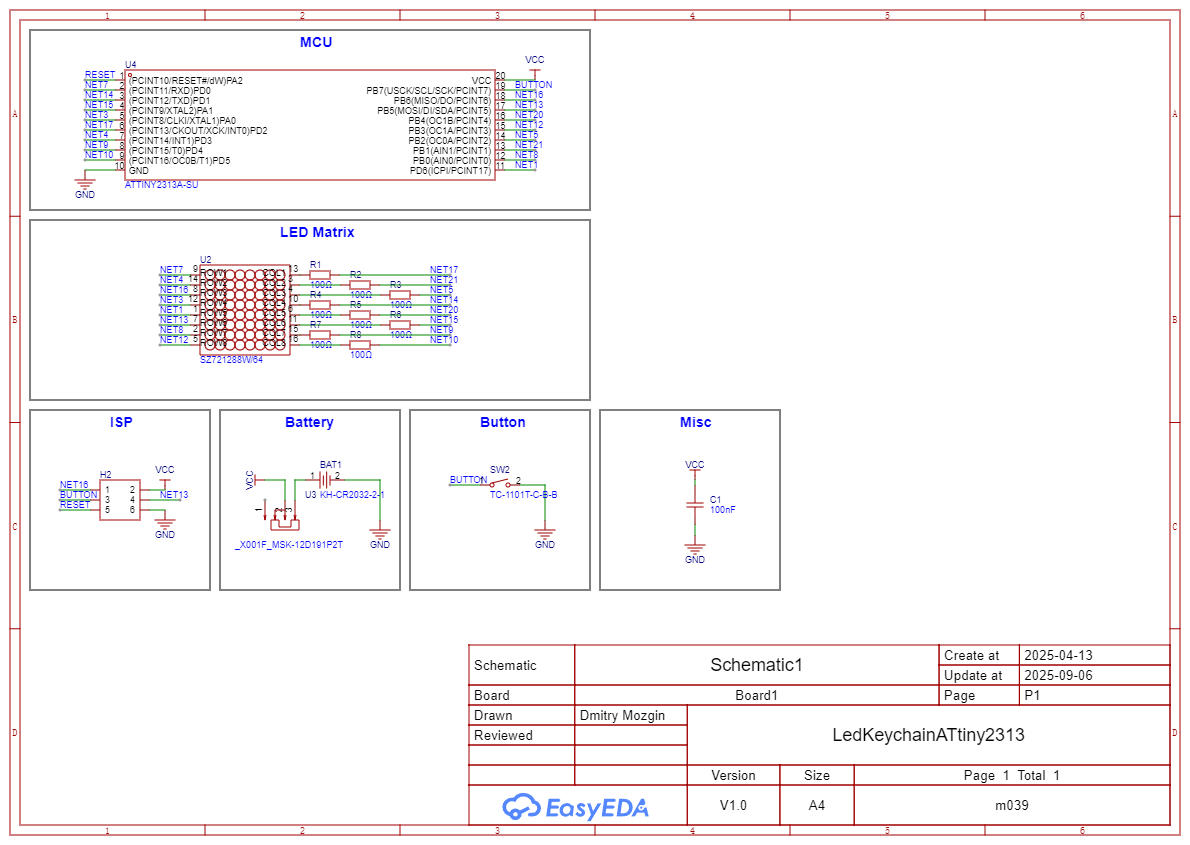 1 2 3 4 5 6
A A
B B
C C
D D
MCU
U4
RESET 1 (PCINT10/RESET#/dW)PA2
NET7 2 (PCINT11/RXD)PD0
NET14 3 (PCINT12/TXD)PD1
NET15 4 (PCINT9/XTAL2)PA1
NET3 5 (PCINT8/CLKI/XTAL1)PA0
NET17 6 (PCINT13/CKOUT/XCK/INT0)PD2
NET4 7 (PCINT14/INT1)PD3
NET9 8 (PCINT15/T0)PD4
NET10 9 (PCINT16/OC0B/T1)PD5
10 GND
GND
ATTINY2313A-SU
VCC
VCC 20
PB7(USCK/SCL/SCK/PCINT7) 19 BUTTON
PB6(MISO/DO/PCINT6) 18 NET16
PB5(MOSI/DI/SDA/PCINT5) 17 NET13
PB4(OC1B/PCINT4) 16 NET20
PB3(OC1A/PCINT3) 15 NET12
PB2(OC0A/PCINT2) 14 NET5
PB1(AIN1/PCINT1) 13 NET21
PB0(AIN0/PCINT0) 12 NET8
PD6(ICPI/PCINT17) 11 NET1
LED Matrix
U2
NET7 9 ROW1 COL1 13 R1 100Ω NET17
NET4 14 COL2 3 R2 100Ω NET21
NET16 8 COL3 4 R3 100Ω NET5
NET3 12 COL4 10 R4 100Ω NET14
NET1 1 COL5 6 R5 100Ω NET20
NET13 7 COL6 11 R6 100Ω NET15
NET8 2 COL7 15 R7 100Ω NET9
NET12 5 COL8 16 R8 100Ω NET10
SZ721288W/64
ISP
H2
VCC
NET16 1 2
BUTTON 3 4 NET13
RESET 5 6
GND
Battery
VCC
BAT1
1 2
U3 KH-CR2032-2-1
1 2 3
_X001F_MSK-12D191P2T
GND
Button
SW2
BUTTON 2
TC-1101T-C-B-B
GND
Misc
VCC
C1
100nF
GND
Schematic Schematic1 Create at 2025-04-13
Update at 2025-09-06
Board Board1 Page P1
Drawn Dmitry Mozgin
Reviewed
LedKeychainATtiny2313
Version Size Page 1 Total 1
EasyEDA V1.0 A4 m039
1 2 3 4 5 6